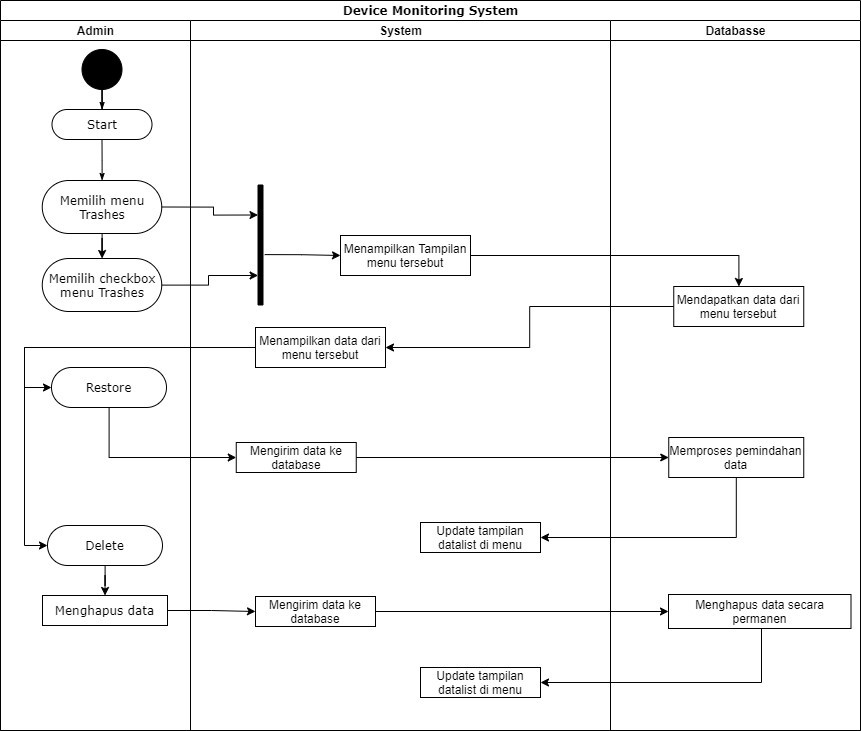 Device Monitoring System
Admin
System
Databasse
Start
Memilih menu
Trashes
Memilih checkbox
menu Trashes
Menampilkan Tampilan
menu tersebut
Mendapatkan data dari
menu tersebut
Menampilkan data dari
menu tersebut
Restore
Mengirim data ke
database
Memproses pemindahan
data
Update tampilan
datalist di menu
Delete
Menghapus data
Mengirim data ke
database
Menghapus data secara
permanen
Update tampilan
datalist di menu